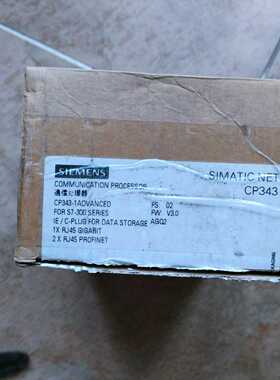 SIEMENS
SIMATIC NET
COMMUNICATION PROCESSOR
CP343
通信处理器
CP343-1ADVANCED FS 02
FOR S7-300 SERIES FW V3.0
IE / C-PLUG FOR DATA STORAGE AGQ2
1X RJ45 GIGABIT
2 X RJ45 PROFINET